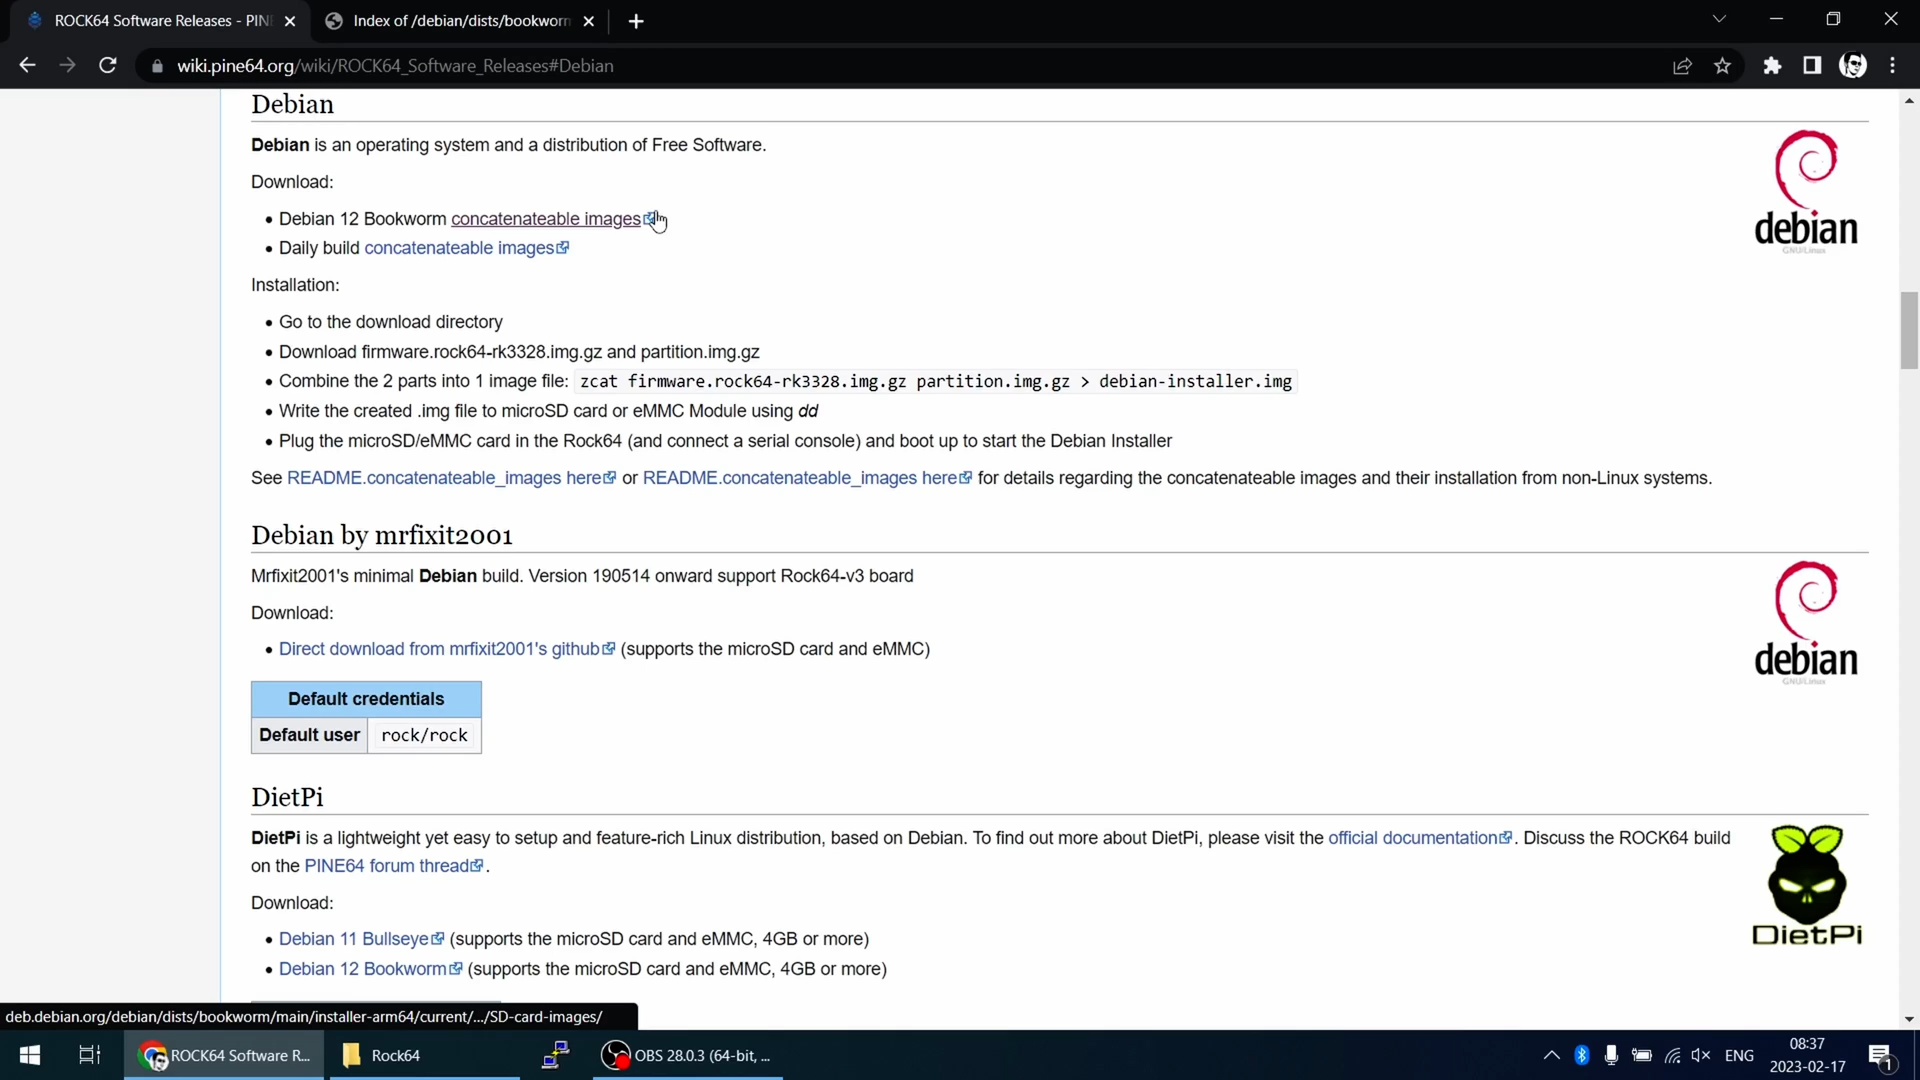 ROCK64 Software Releases - PINE
Index of /debian/dists/bookworm
wiki.pine64.org/wiki/ROCK64_Software_Releases#Debian
Debian
Debian is an operating system and a distribution of Free Software.
Download:
• Debian 12 Bookworm concatenateable images
• Daily build concatenateable images
debian
GNU/Linux
Installation:
• Go to the download directory
• Download firmware.rock64-rk3328.img.gz and partition.img.gz
• Combine the 2 parts into 1 image file: zcat firmware.rock64-rk3328.img.gz partition.img.gz > debian-installer.img
• Write the created .img file to microSD card or eMMC Module using dd
• Plug the microSD/eMMC card in the Rock64 (and connect a serial console) and boot up to start the Debian Installer
See README.concatenateable_images here or README.concatenateable_images here for details regarding the concatenateable images and their installation from non-Linux systems.
Debian by mrfixit2001
Mrfixit2001's minimal Debian build. Version 190514 onward support Rock64-v3 board
Download:
• Direct download from mrfixit2001's github (supports the microSD card and eMMC)
debian
GNU/Linux
Default credentials
Default user rock/rock
DietPi
DietPi is a lightweight yet easy to setup and feature-rich Linux distribution, based on Debian. To find out more about DietPi, please visit the official documentation. Discuss the ROCK64 build
on the PINE64 forum thread.
Download:
• Debian 11 Bullseye (supports the microSD card and eMMC, 4GB or more)
• Debian 12 Bookworm (supports the microSD card and eMMC, 4GB or more)
DietPi
deb.debian.org/debian/dists/bookworm/main/installer-arm64/current/.../SD-card-images/
ROCK64 Software R...
Rock64
OBS 28.0.3 (64-bit, ...
ENG
08:37
2023-02-17
1